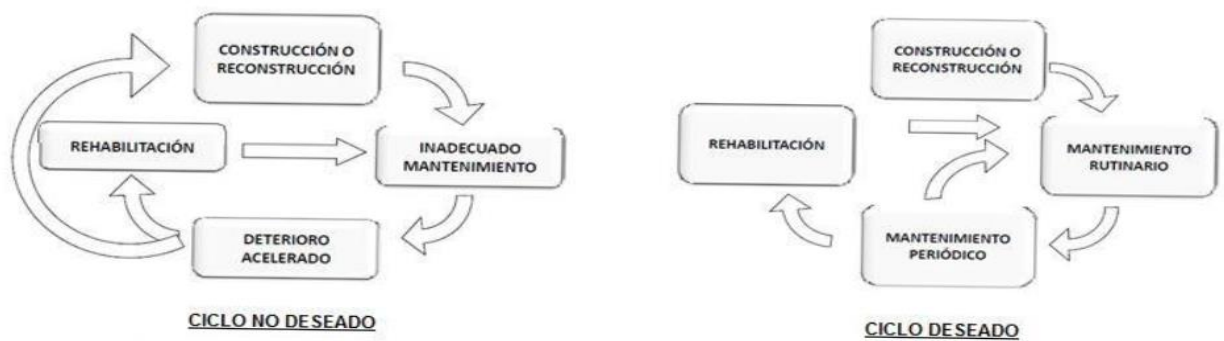 CONSTRUCCIÓN O
RECONSTRUCCIÓN
REHABILITACIÓN
INADECUADO
MANTENIMIENTO
DETERIORO
ACELERADO
CICLO NO DESEADO
CONSTRUCCIÓN O
RECONSTRUCCIÓN
REHABILITACIÓN
MANTENIMIENTO
RUTINARIO
MANTENIMIENTO
PERIÓDICO
CICLO DESEADO